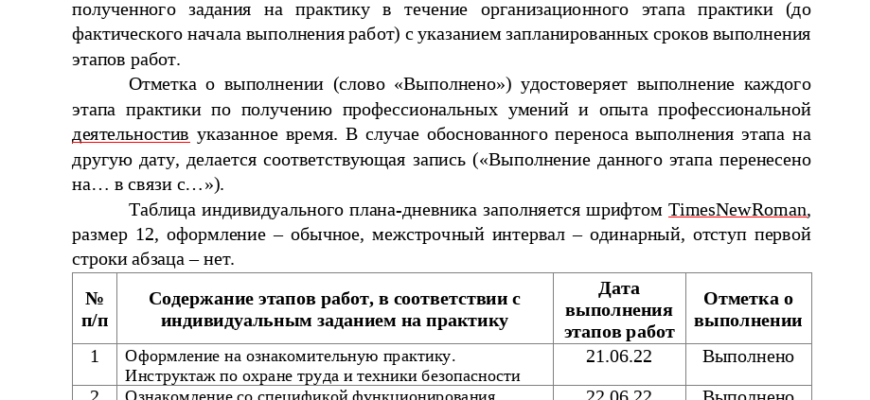 полученного задания на практику в течение организационного этапа практики (до
фактического начала выполнения работ) с указанием запланированных сроков выполнения
этапов работ.
Отметка о выполнении (слово «Выполнено») удостоверяет выполнение каждого
этапа практики по получению профессиональных умений и опыта профессиональной
деятельностив указанное время. В случае обоснованного переноса выполнения этапа на
другую дату, делается соответствующая запись («Выполнение данного этапа перенесено
на… в связи с…»).
Таблица индивидуального плана-дневника заполняется шрифтом TimesNewRoman,
размер 12, оформление – обычное, межстрочный интервал – одинарный, отступ первой
строки абзаца – нет.
№
п/п
Содержание этапов работ, в соответствии с
индивидуальным заданием на практику
Дата
выполнения
этапов работ
Отметка о
выполнении
1
Оформление на ознакомительную практику.
Инструктаж по охране труда и техники безопасности
21.06.22
Выполнено
2
Ознакомление со спецификой функционирования
22.06.22
Выполнено